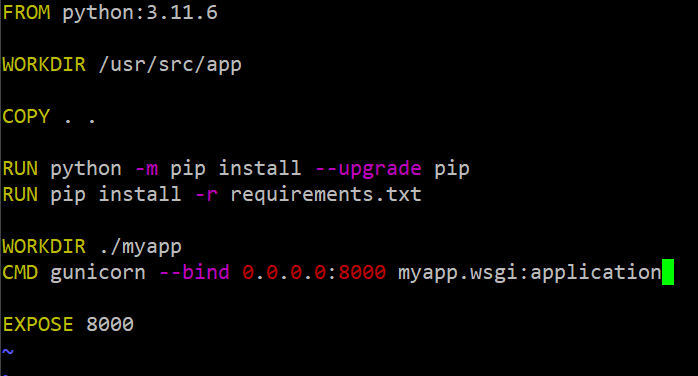 FROM python:3.11.6
WORKDIR /usr/src/app
COPY . .
RUN python -m pip install --upgrade pip
RUN pip install -r requirements.txt
WORKDIR ./myapp
CMD gunicorn --bind 0.0.0.0:8000 myapp.wsgi:application
EXPOSE 8000
~